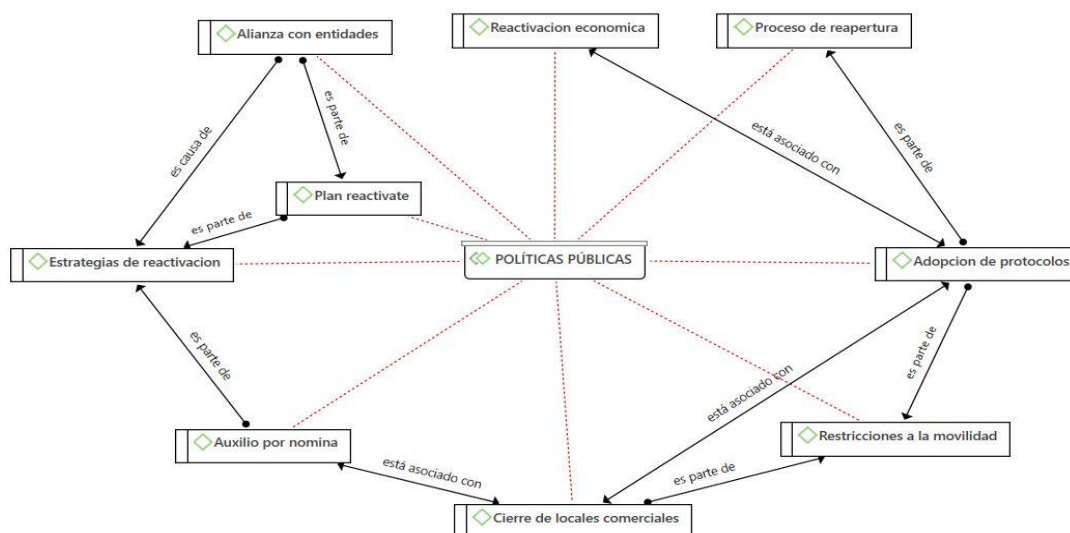 Alianza con entidades
Reactivacion economica
Proceso de reapertura
es causa de
es parte de
está asociado con
es parte de
Plan reactivate
es parte de
Estrategias de reactivacion
POLÍTICAS PÚBLICAS
Adopcion de protocolos
es parte de
está asociado con
es parte de
Auxilio por nomina
Restricciones a la movilidad
está asociado con
es parte de
Cierre de locales comerciales